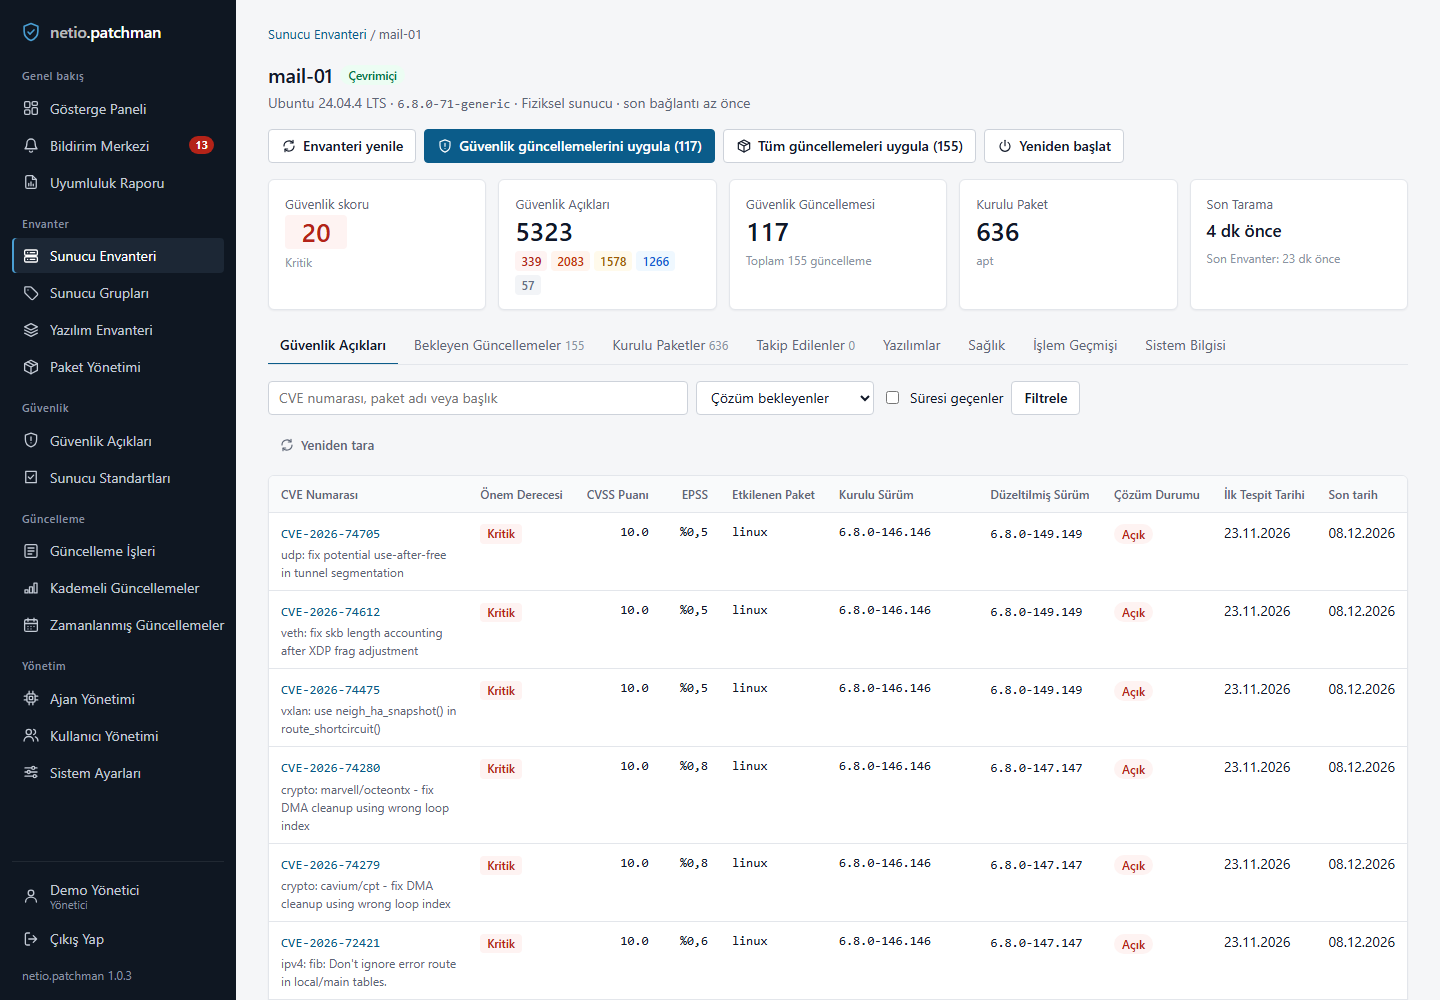 netio.patchman
Genel bakış
Gösterge Paneli
Bildirim Merkezi 13
Uyumluluk Raporu
Envanter
Sunucu Envanteri
Sunucu Grupları
Yazılım Envanteri
Paket Yönetimi
Güvenlik
Güvenlik Açıkları
Sunucu Standartları
Güncelleme
Güncelleme İşleri
Kademeli Güncellemeler
Zamanlanmış Güncellemeler
Yönetim
Ajan Yönetimi
Kullanıcı Yönetimi
Sistem Ayarları
Demo Yönetici
Yönetici
Çıkış Yap
netio.patchman 1.0.3
Sunucu Envanteri / mail-01
mail-01 Çevrimiçi
Ubuntu 24.04.4 LTS · 6.8.0-71-generic · Fiziksel sunucu · son bağlantı az önce
Envanteri yenile Güvenlik güncellemelerini uygula (117) Tüm güncellemeleri uygula (155) Yeniden başlat
Güvenlik skoru
20
Kritik
Güvenlik Açıkları
5323
339 2083 1578 1266
57
Güvenlik Güncellemesi
117
Toplam 155 güncelleme
Kurulu Paket
636
apt
Son Tarama
4 dk önce
Son Envanter: 23 dk önce
Güvenlik Açıkları Bekleyen Güncellemeler 155 Kurulu Paketler 636 Takip Edilenler 0 Yazılımlar Sağlık İşlem Geçmişi Sistem Bilgisi
CVE numarası, paket adı veya başlık Çözüm bekleyenler Süresi geçenler Filtrele
Yeniden tara
CVE Numarası Önem Derecesi CVSS Puanı EPSS Etkilenen Paket Kurulu Sürüm Düzeltilmiş Sürüm Çözüm Durumu İlk Tespit Tarihi Son tarih
CVE-2026-74705 Kritik 10.0 %0,5 linux 6.8.0-146.146 6.8.0-149.149 Açık 23.11.2026 08.12.2026
udp: fix potential use-after-free
in tunnel segmentation
CVE-2026-74612 Kritik 10.0 %0,5 linux 6.8.0-146.146 6.8.0-149.149 Açık 23.11.2026 08.12.2026
veth: fix skb length accounting
after XDP frag adjustment
CVE-2026-74475 Kritik 10.0 %0,5 linux 6.8.0-146.146 6.8.0-149.149 Açık 23.11.2026 08.12.2026
vxlan: use neigh_ha_snapshot() in
route_shortcircuit()
CVE-2026-74280 Kritik 10.0 %0,8 linux 6.8.0-146.146 6.8.0-147.147 Açık 23.11.2026 08.12.2026
crypto: marvell/octeontx - fix
DMA cleanup using wrong loop
index
CVE-2026-74279 Kritik 10.0 %0,8 linux 6.8.0-146.146 6.8.0-147.147 Açık 23.11.2026 08.12.2026
crypto: cavium/cpt - fix DMA
cleanup using wrong loop index
CVE-2026-72421 Kritik 10.0 %0,6 linux 6.8.0-146.146 6.8.0-147.147 Açık 23.11.2026 08.12.2026
ipv4: fib: Don't ignore error route
in local/main tables.